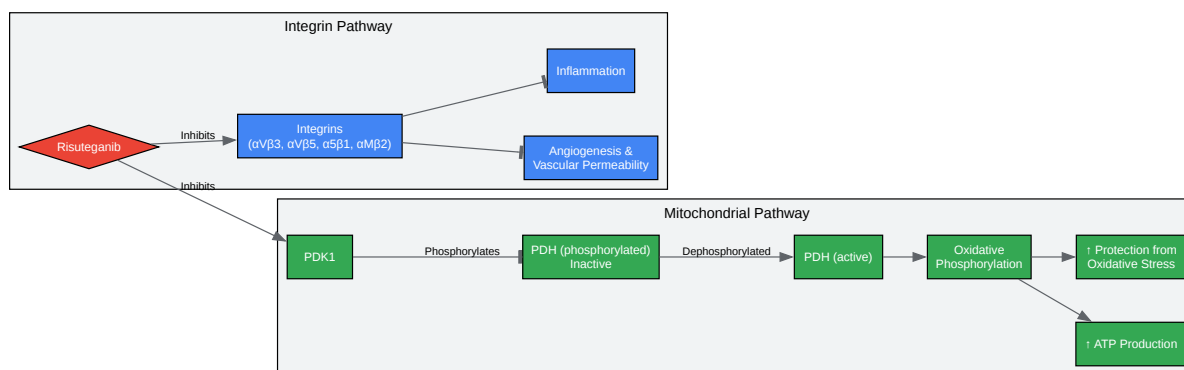 Integrin Pathway
Inflammation
Inhibits
Integrins
(αVβ3, αVβ5, α5β1, αMβ2)
Risuteganib
Angiogenesis &
Vascular Permeability
Inhibits
Mitochondrial Pathway
PDK1
Phosphorylates
PDH (phosphorylated)
Inactive
Dephosphorylated
PDH (active)
Oxidative
Phosphorylation
↑ Protection from
Oxidative Stress
↑ ATP Production